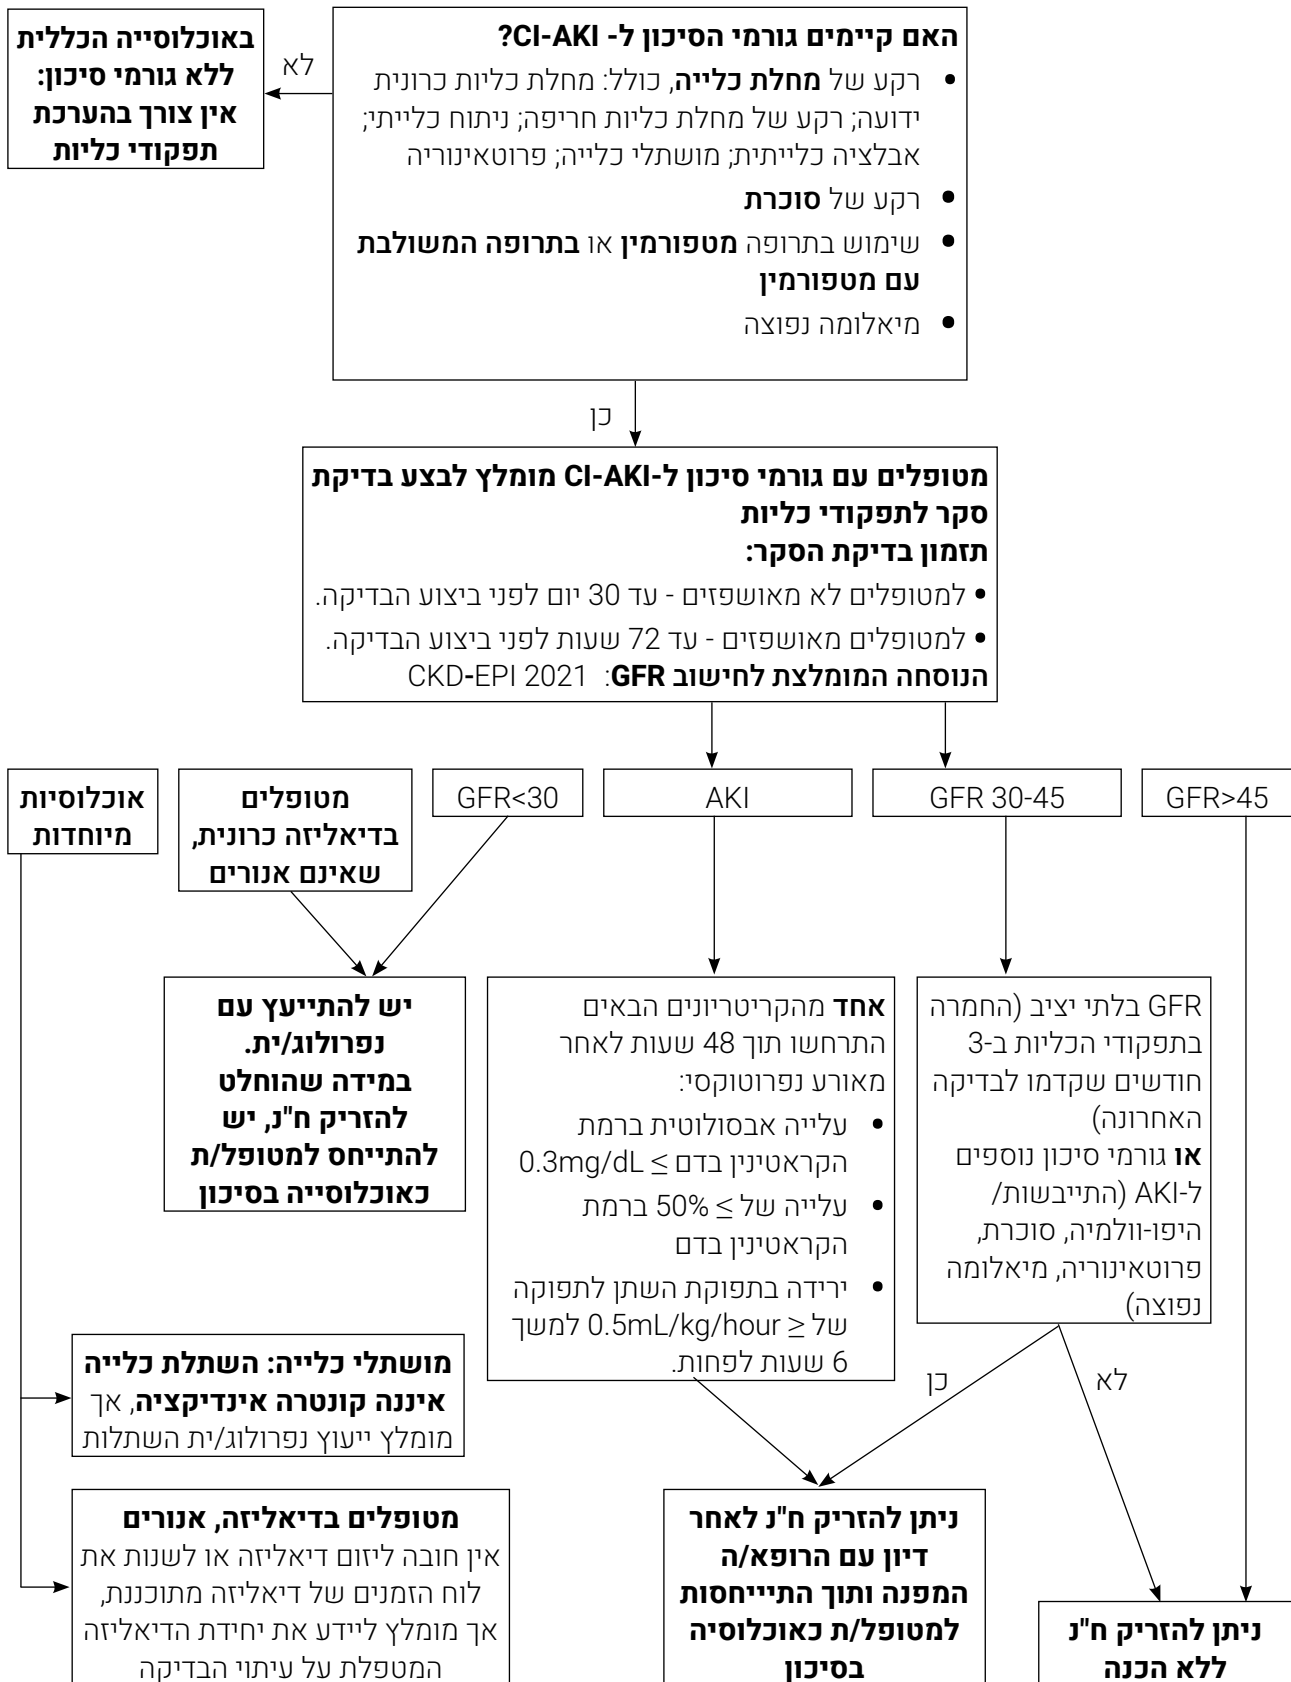 האם קיימים גורמי הסיכון ל- CI-AKI?
• רקע של מחלת כלייה, כולל: מחלת כליות כרונית
ידועה; רקע של מחלת כליות חריפה; ניתוח כלייתי;
אבלציה כלייתית; מושתלי כלייה; פרוטאינוריה
• רקע של סוכרת
• שימוש בתרופה מטפורמין או בתרופה המשולבת
עם מטפורמין
• מיאלומה נפוצה
לא
באוכלוסייה הכללית
ללא גורמי סיכון:
אין צורך בהערכת
תפקודי כליות
כן
מטופלים עם גורמי סיכון ל-CI-AKI מומלץ לבצע בדיקת
סקר לתפקודי כליות
תזמון בדיקת הסקר:
• למטופלים לא מאושפזים - עד 30 יום לפני ביצוע הבדיקה.
• למטופלים מאושפזים - עד 72 שעות לפני ביצוע הבדיקה.
הנוסחה המומלצת לחישוב GFR: CKD-EPI 2021
GFR>45
GFR 30-45
AKI
GFR<30
מטופלים
בדיאליזה כרונית,
שאינם אנורים
אוכלוסיות
מיוחדות
GFR בלתי יציב (החמרה
בתפקודי הכליות ב-3
חודשים שקדמו לבדיקה
האחרונה)
או גורמי סיכון נוספים
ל-AKI (התייבשות/
היפו-וולמיה, סוכרת,
פרוטאינוריה, מיאלומה
נפוצה)
אחד מהקריטריונים הבאים
התרחשו תוך 48 שעות לאחר
מאורע נפרוטוקסי:
• עלייה אבסולוטית ברמת
הקראטינין בדם ≥ 0.3mg/dL
• עלייה של ≥ 50% ברמת
הקראטינין בדם
• ירידה בתפוקת השתן לתפוקה
של ≤ 0.5mL/kg/hour למשך
6 שעות לפחות.
יש להתייעץ עם
נפרולוג/ית.
במידה שהוחלט
להזריק ח"נ, יש
להתייחס למטופל/ת
כאוכלוסייה בסיכון
לא
כן
מושתלי כלייה: השתלת כלייה
איננה קונטרה אינדיקציה, אך
מומלץ ייעוץ נפרולוג/ית השתלות
ניתן להזריק ח"נ
ללא הכנה
ניתן להזריק ח"נ לאחר
דיון עם הרופא/ה
המפנה ותוך התיייחסות
למטופל/ת כאוכלוסיה
בסיכון
מטופלים בדיאליזה, אנורים
אין חובה ליזום דיאליזה או לשנות את
לוח הזמנים של דיאליזה מתוכננת,
אך מומלץ ליידע את יחידת הדיאליזה
המטפלת על עיתוי הבדיקה